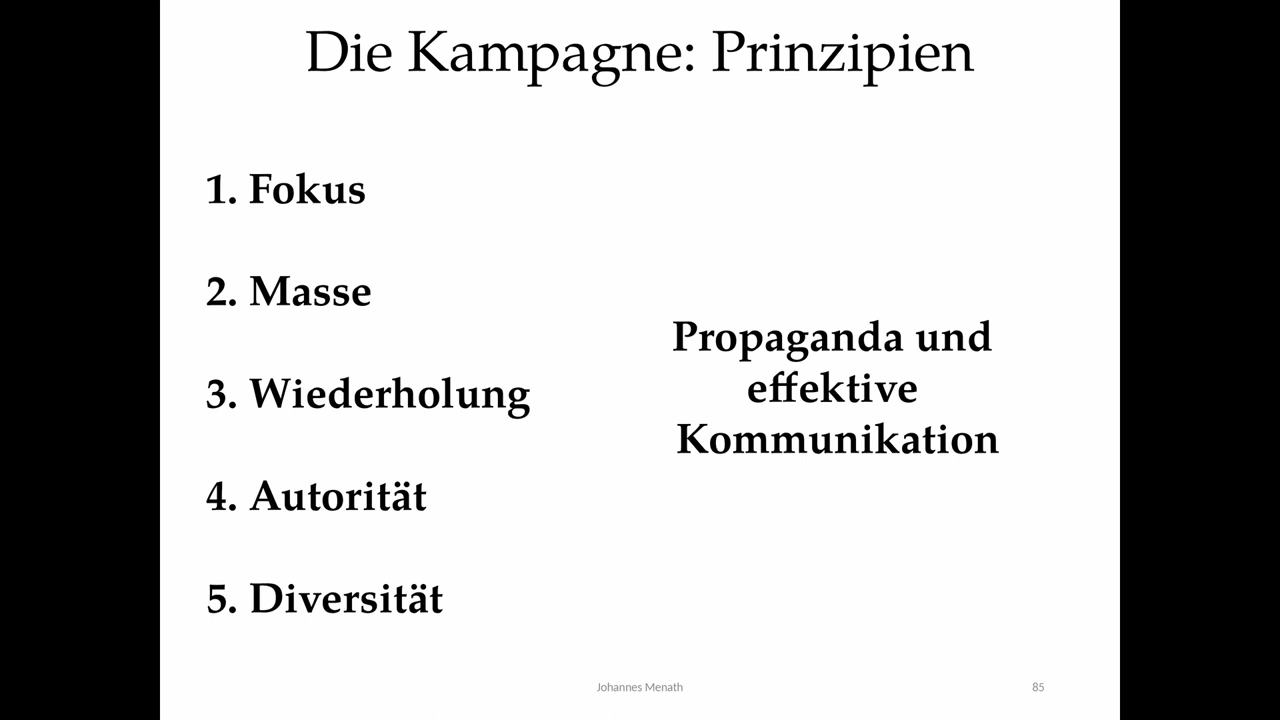 Die Kampagne: Prinzipien
1. Fokus
2. Masse
3. Wiederholung
4. Autorität
5. Diversität
Propaganda und
effektive
Kommunikation
Johannes Menath
85